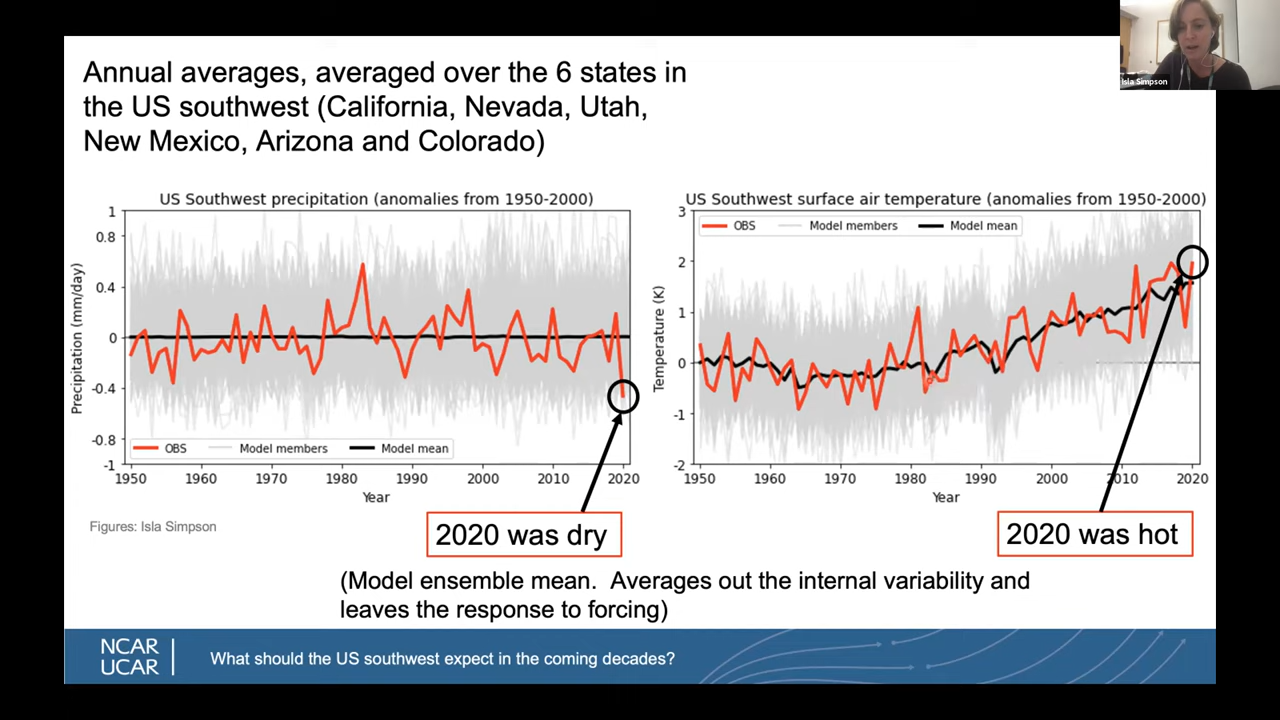 Isla Simpson
Annual averages, averaged over the 6 states in
the US southwest (California, Nevada, Utah,
New Mexico, Arizona and Colorado)
US Southwest precipitation (anomalies from 1950-2000)
1
0.8
0.4
0
-0.4
-0.8
-1
Precipitation (mm/day)
OBS
Model members
Model mean
1950
1960
1970
1980
1990
2000
2010
2020
Year
US Southwest surface air temperature (anomalies from 1950-2000)
3
2
1
0
-1
-2
Temperature (K)
OBS
Model members
Model mean
1950
1960
1970
1980
1990
2000
2010
2020
Year
Figures: Isla Simpson
2020 was dry
2020 was hot
(Model ensemble mean. Averages out the internal variability and
leaves the response to forcing)
NCAR
UCAR
What should the US southwest expect in the coming decades?